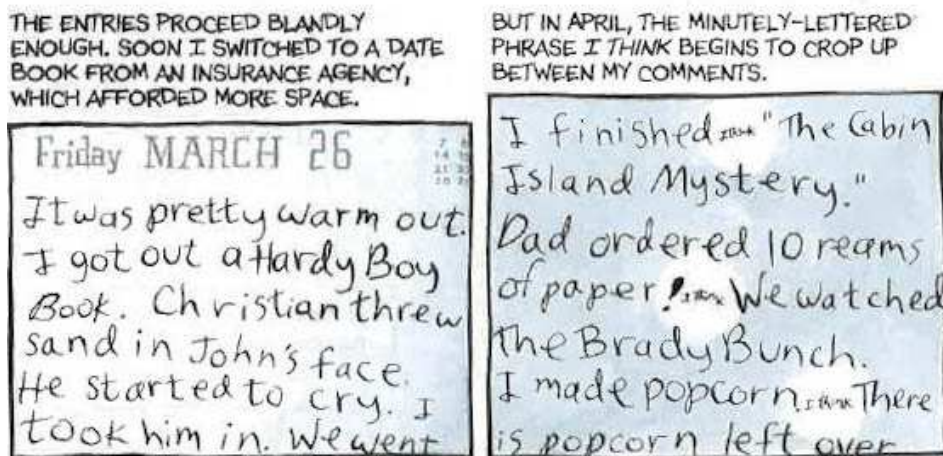 THE ENTRIES PROCEED BLANDLY
ENOUGH. SOON I SWITCHED TO A DATE
BOOK FROM AN INSURANCE AGENCY,
WHICH AFFORDED MORE SPACE.
Friday MARCH 26
It was pretty warm out.
I got out a Hardy Boy
Book. Christian threw
sand in John's face.
He started to cry. I
took him in. We went
BUT IN APRIL, THE MINUTELY-LETTERED
PHRASE I THINK BEGINS TO CROP UP
BETWEEN MY COMMENTS.
I finished I think "The Cabin
Island Mystery."
Dad ordered 10 reams
of paper! I think We watched
the Brady Bunch.
I made popcorn. I think There
is popcorn left over